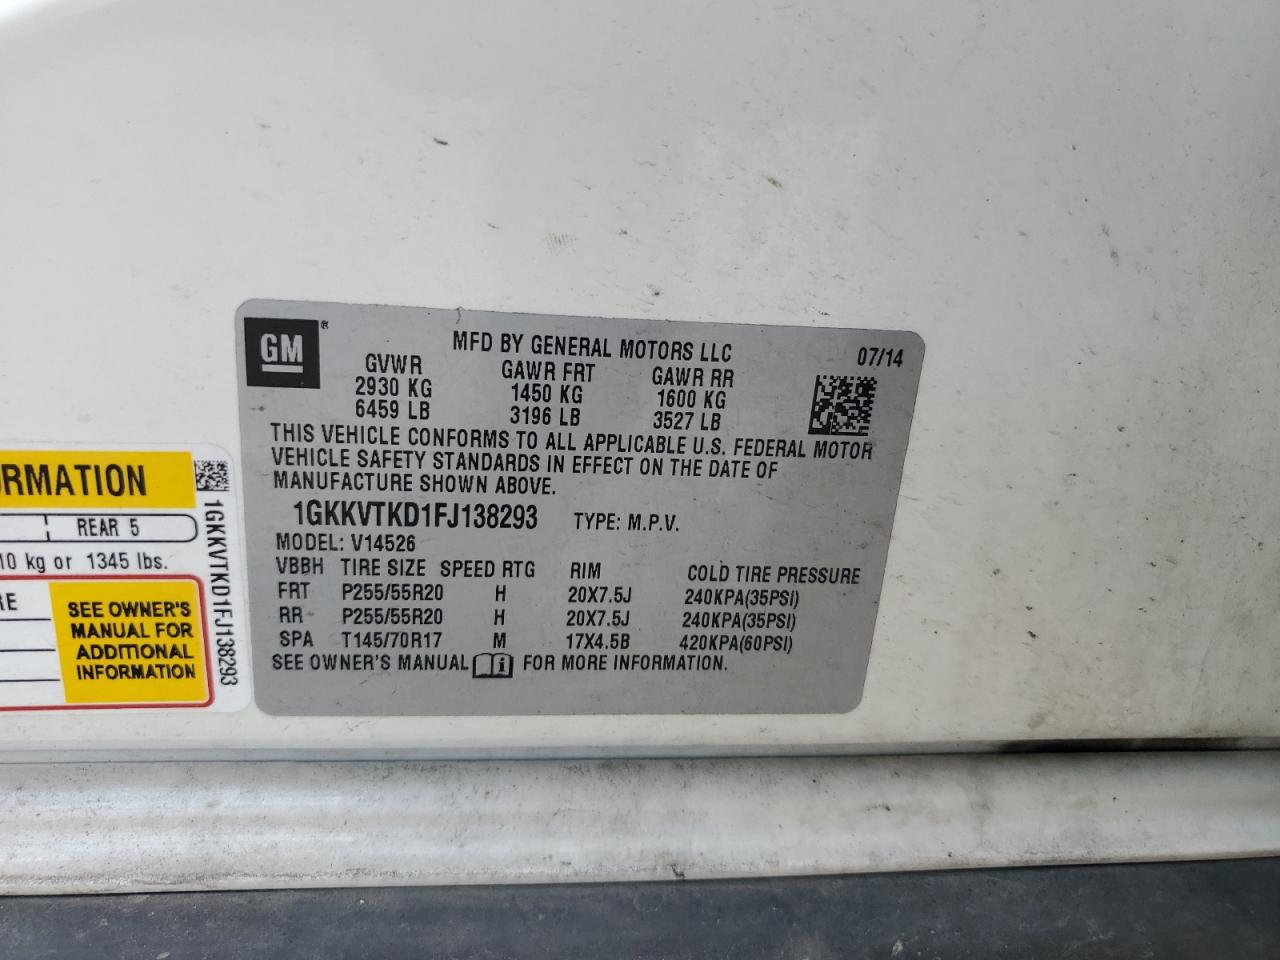 GM®
MFD BY GENERAL MOTORS LLC 07/14
GVWR GAWR FRT GAWR RR
2930 KG 1450 KG 1600 KG
6459 LB 3196 LB 3527 LB
THIS VEHICLE CONFORMS TO ALL APPLICABLE U.S. FEDERAL MOTOR
VEHICLE SAFETY STANDARDS IN EFFECT ON THE DATE OF
MANUFACTURE SHOWN ABOVE.
1GKKVTKD1FJ138293 TYPE: M.P.V.
MODEL: V14526
VBBH TIRE SIZE SPEED RTG RIM COLD TIRE PRESSURE
FRT P255/55R20 H 20X7.5J 240KPA(35PSI)
RR P255/55R20 H 20X7.5J 240KPA(35PSI)
SPA T145/70R17 M 17X4.5B 420KPA(60PSI)
SEE OWNER'S MANUAL i FOR MORE INFORMATION.
RMATION
REAR 5
10 kg or 1345 lbs.
RE
SEE OWNER'S
MANUAL FOR
ADDITIONAL
INFORMATION
1GKKVTKD1FJ138293